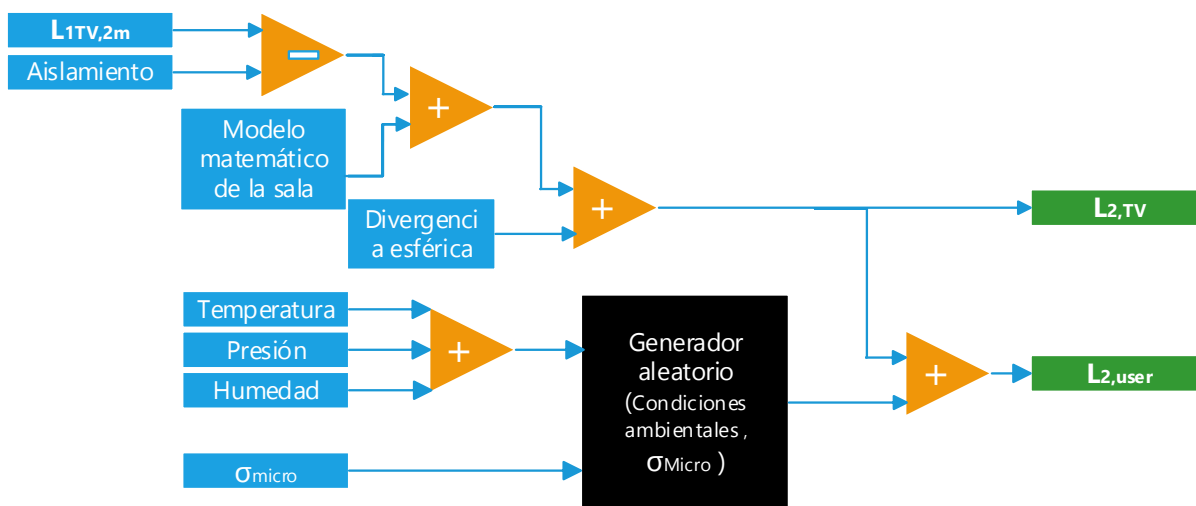 L1TV,2m
Aislamiento
Modelo
matemático
de la sala
+
Divergenci
a esférica
+
L2,TV
Temperatura
Presión
Humedad
+
σmicro
Generador
aleatorio
(Condiciones
ambientales ,
σMicro )
+
L2,user